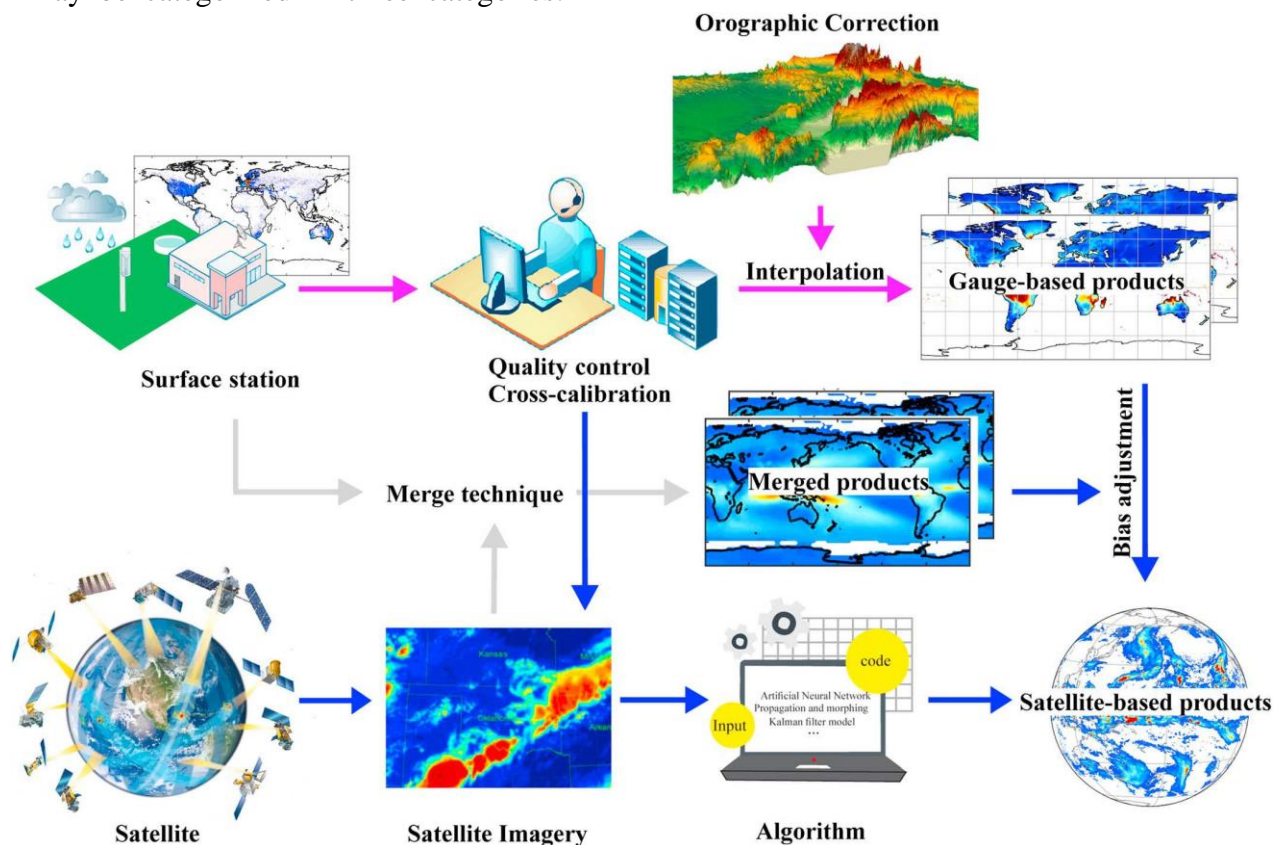 Orographic Correction
Interpolation
Gauge-based products
Surface station
Quality control
Cross-calibration
Merge technique
Merged products
Bias adjustment
Kansas
code
Artificial Neural Network
Propagation and morphing
Input
Kalman filter model
...
Satellite-based products
Satellite
Satellite Imagery
Algorithm